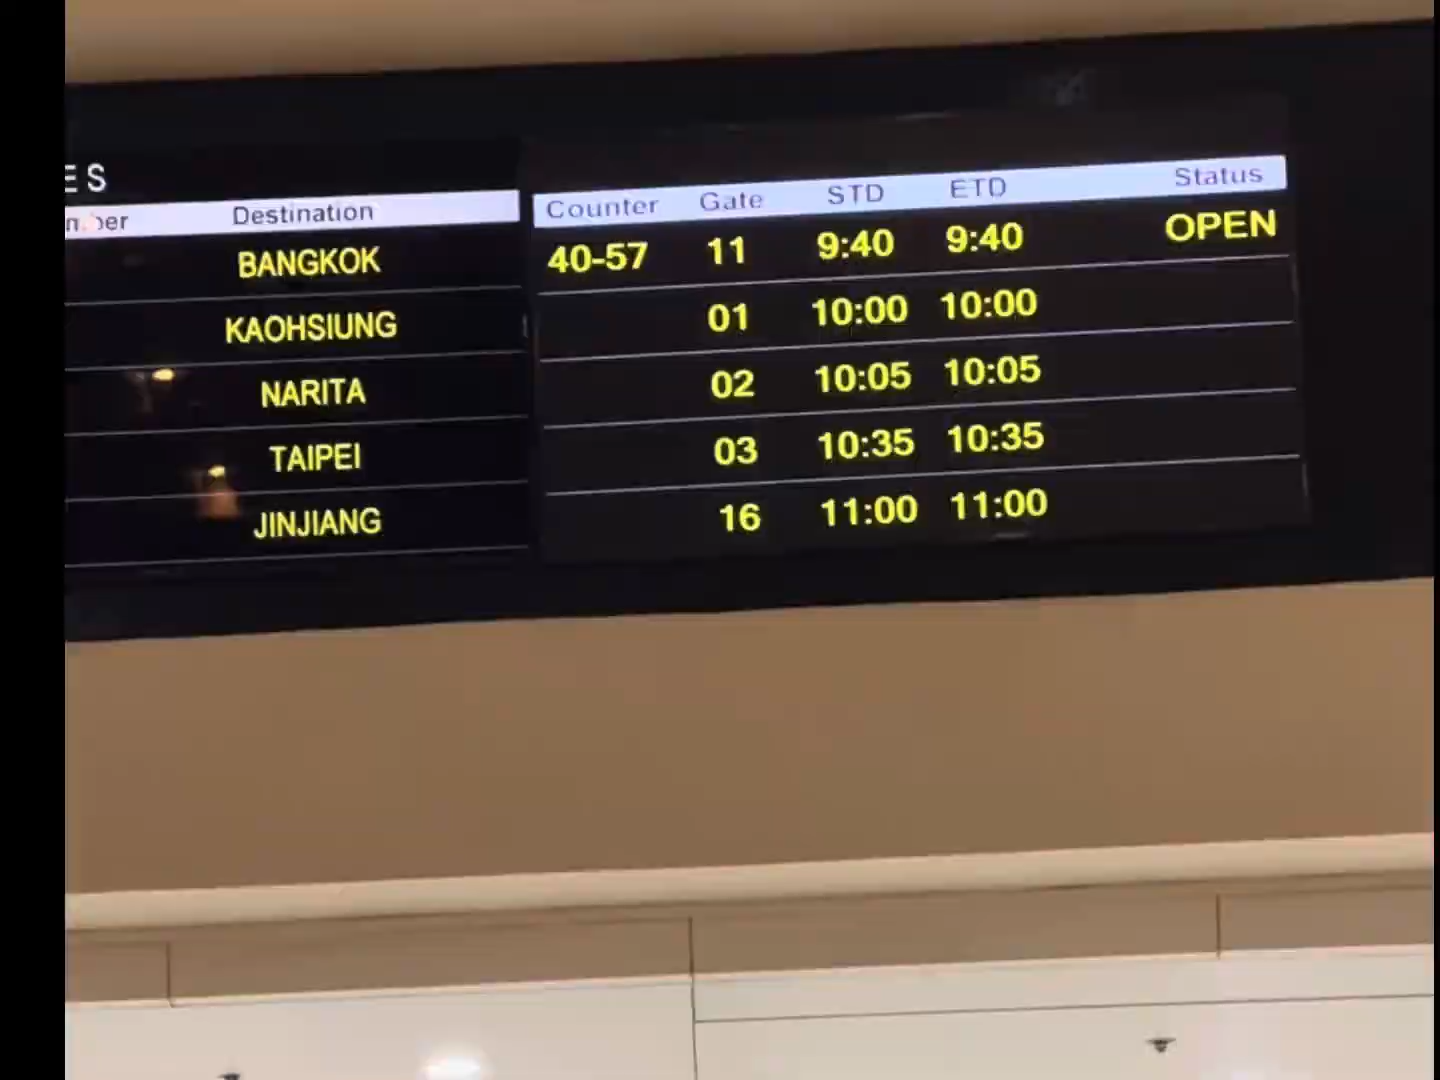 ES
Destination Counter Gate STD ETD Status
BANGKOK 40-57 11 9:40 9:40 OPEN
KAOHSIUNG 01 10:00 10:00
NARITA 02 10:05 10:05
TAIPEI 03 10:35 10:35
JINJIANG 16 11:00 11:00